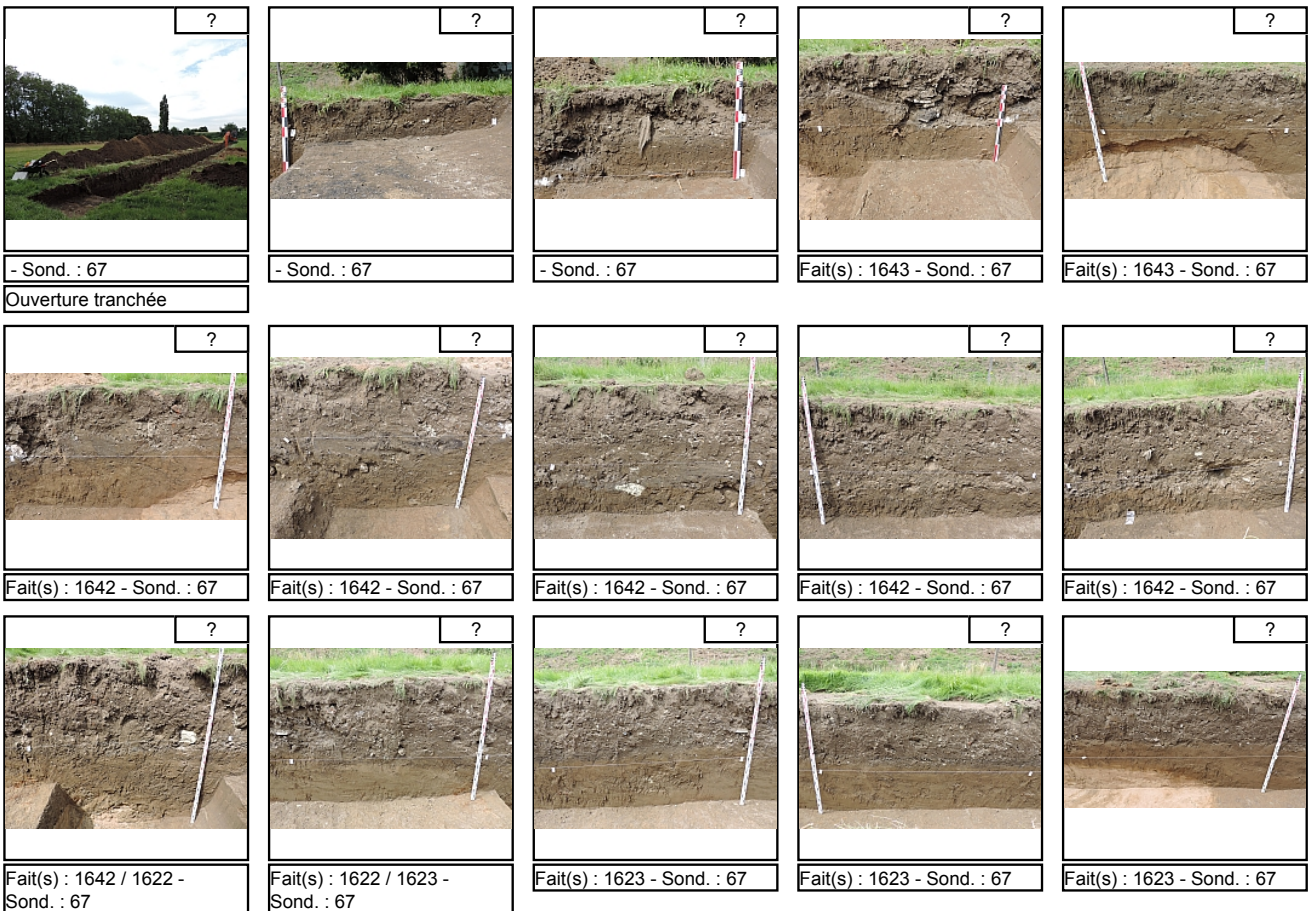 ? ? ? ? ?
- Sond. : 67 - Sond. : 67 - Sond. : 67 Fait(s) : 1643 - Sond. : 67 Fait(s) : 1643 - Sond. : 67
Ouverture tranchée
? ? ? ? ?
Fait(s) : 1642 - Sond. : 67 Fait(s) : 1642 - Sond. : 67 Fait(s) : 1642 - Sond. : 67 Fait(s) : 1642 - Sond. : 67 Fait(s) : 1642 - Sond. : 67
? ? ? ? ?
Fait(s) : 1642 / 1622 - Fait(s) : 1622 / 1623 - Fait(s) : 1623 - Sond. : 67 Fait(s) : 1623 - Sond. : 67 Fait(s) : 1623 - Sond. : 67
Sond. : 67 Sond. : 67